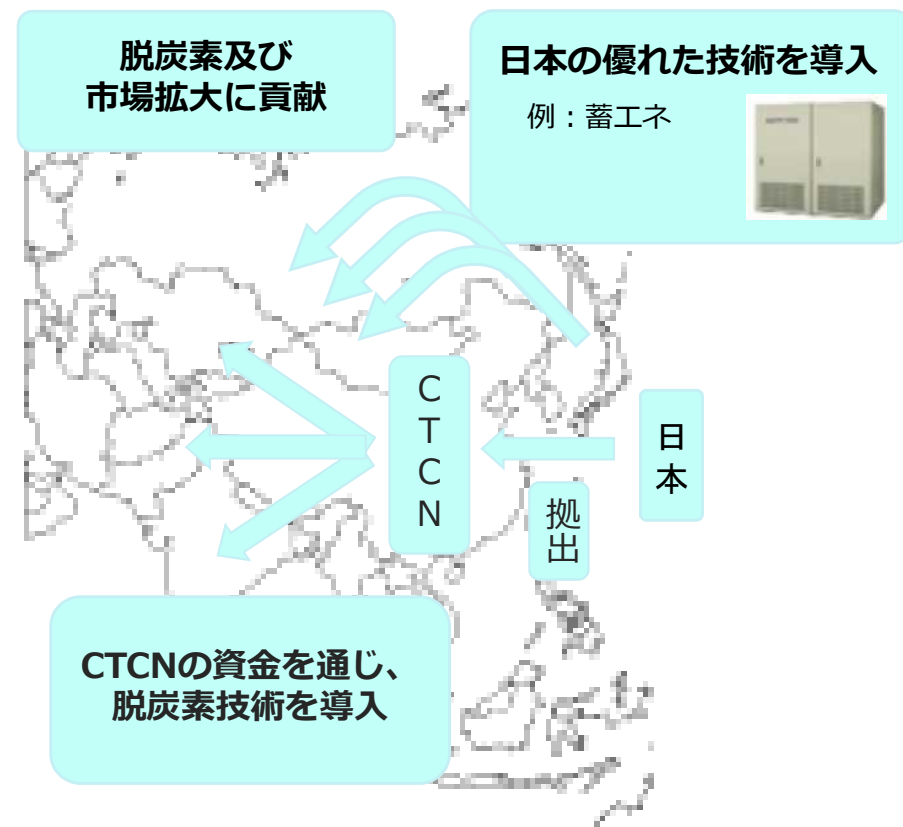 脱炭素及び
市場拡大に貢献
日本の優れた技術を導入
例：蓄エネ
CTCN
日本
拠出
CTCNの資金を通じ、
脱炭素技術を導入